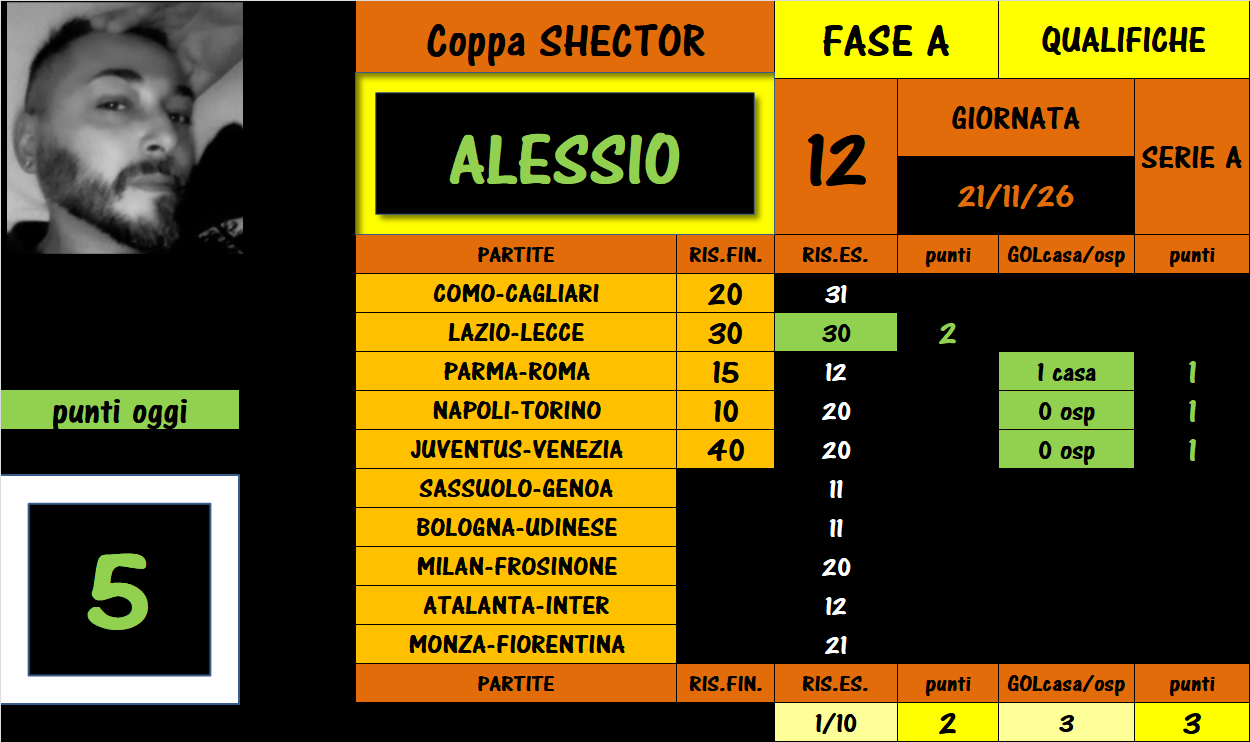 Coppa SHECTOR FASE A QUALIFICHE
ALESSIO 12 GIORNATA SERIE A
21/11/26
PARTITE RIS.FIN. RIS.ES. punti GOLcasa/osp punti
COMO-CAGLIARI 20 31
LAZIO-LECCE 30 30 2
PARMA-ROMA 15 12 1 casa 1
punti oggi
NAPOLI-TORINO 10 20 0 osp 1
JUVENTUS-VENEZIA 40 20 0 osp 1
SASSUOLO-GENOA 11
BOLOGNA-UDINESE 11
5
MILAN-FROSINONE 20
ATALANTA-INTER 12
MONZA-FIORENTINA 21
PARTITE RIS.FIN. RIS.ES. punti GOLcasa/osp punti
1/10 2 3 3